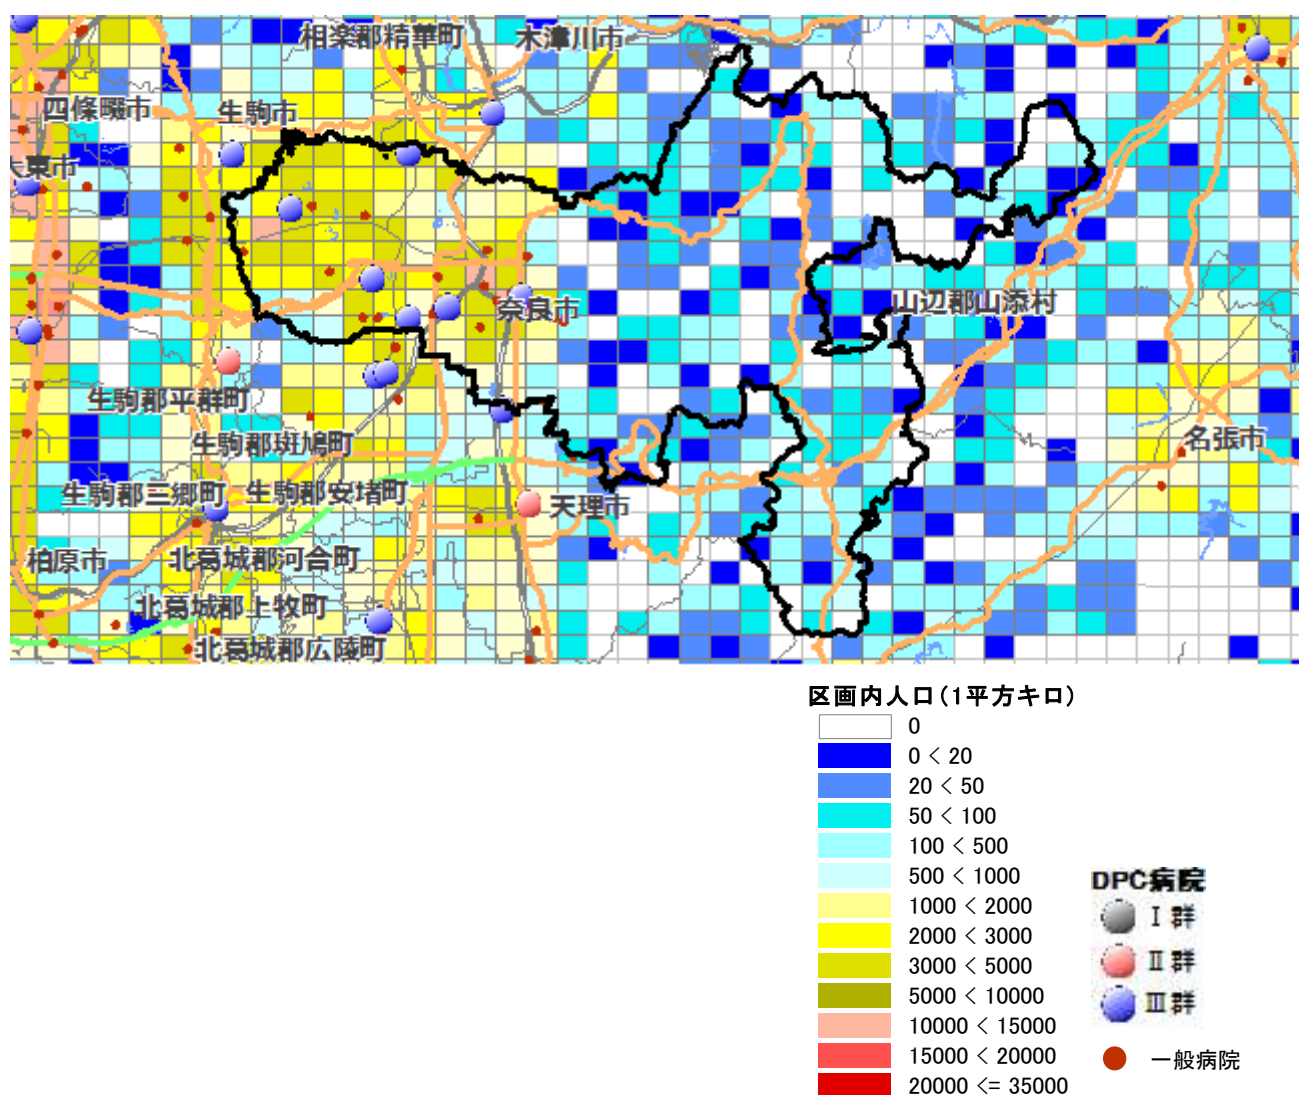 相楽郡精華町
木津川市
四條畷市
生駒市
大東市
山辺郡山添村
奈良市
生駒郡平群町
生駒郡斑鳩町
名張市
生駒郡三郷町
生駒郡安堵町
天理市
柏原市
北葛城郡河合町
北葛城郡上牧町
北葛城郡広陵町
区画内人口(1平方キロ)
0
0 < 20
20 < 50
50 < 100
100 < 500
500 < 1000
1000 < 2000
2000 < 3000
3000 < 5000
5000 < 10000
10000 < 15000
15000 < 20000
20000 <= 35000
DPC病院
Ⅰ群
Ⅱ群
Ⅲ群
一般病院